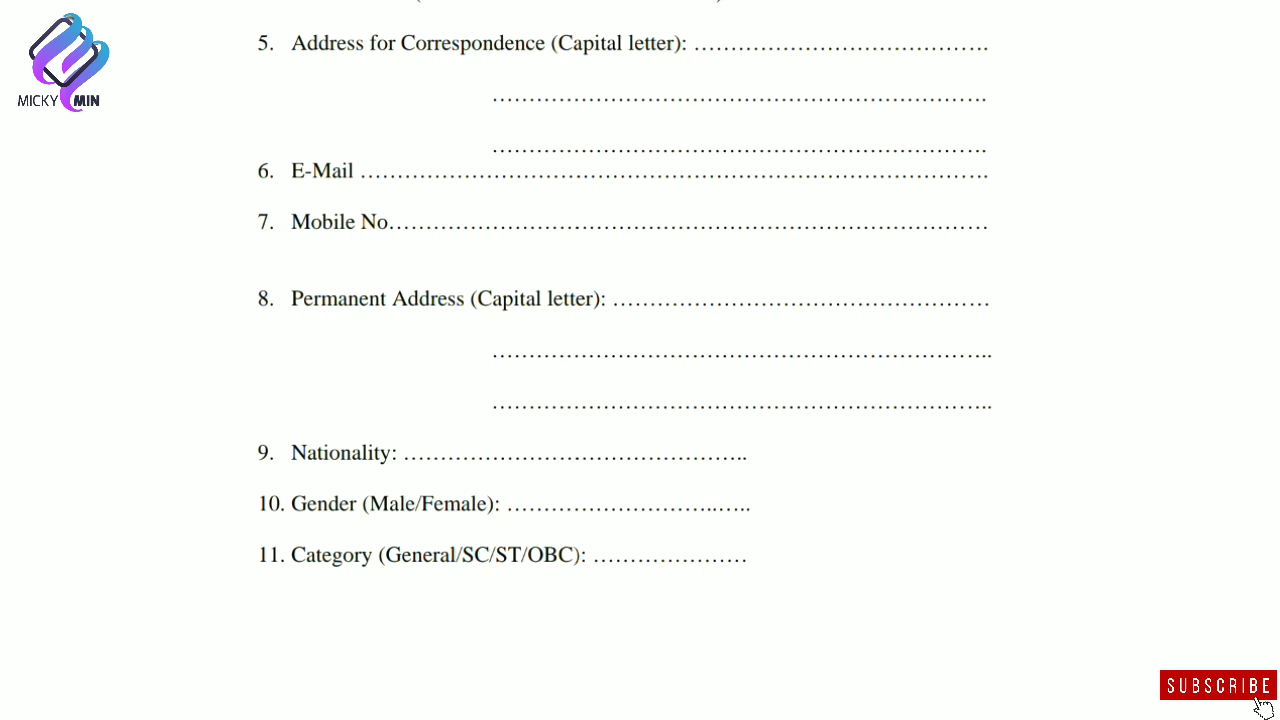 5. Address for Correspondence (Capital letter): …………………………………….
………………………………………………………………….
………………………………………………………………….
6. E-Mail ………………………………………………………………………………….
7. Mobile No………………………………………………………………………………
8. Permanent Address (Capital letter): ……………………………………………
…………………………………………………………………..
…………………………………………………………………..
9. Nationality: ………………………………………..
10. Gender (Male/Female): ………………………..…..
11. Category (General/SC/ST/OBC): …………………
MICKY MIN
SUBSCRIBE